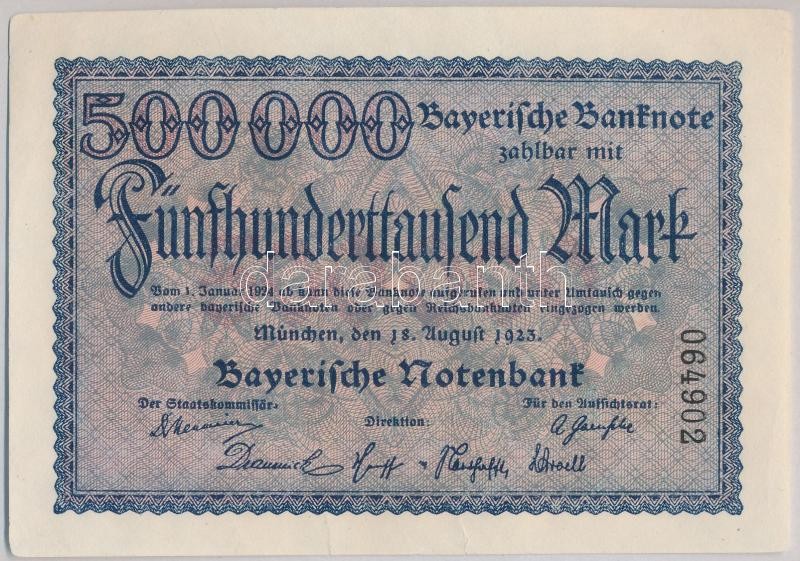 500000 Bayerische Banknote
zahlbar mit
Fünfhunderttausend Mark
Vom 1. Januar 1924 ab kann diese Banknote aufgerufen und unter Umtausch gegen
andere bayerische Banknoten oder gegen Reichsbanknoten eingezogen werden.
darabanth
München, den 18. August 1923.
Bayerische Notenbank
064902
Der Staatskommissär:
Direktion:
Für den Aufsichtsrat: